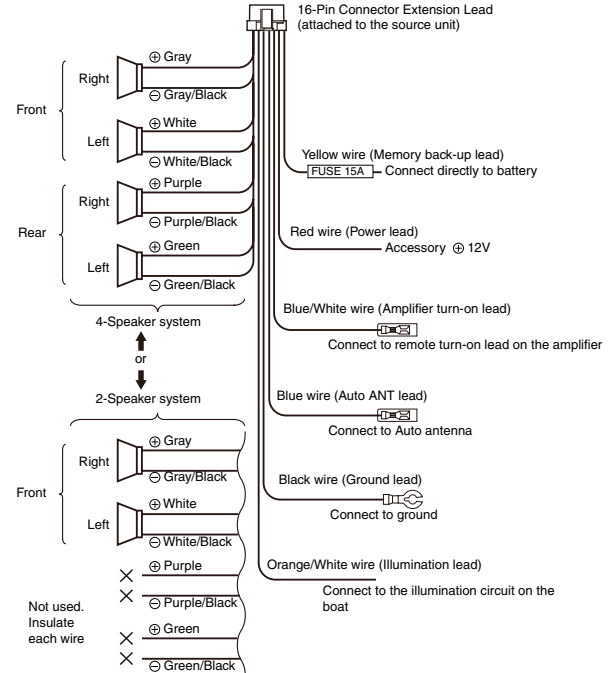 16-Pin Connector Extension Lead
(attached to the source unit)
Front
Right
⊕ Gray
⊖ Gray/Black
Left
⊕ White
⊖ White/Black
Rear
Right
⊕ Purple
⊖ Purple/Black
Left
⊕ Green
⊖ Green/Black
4-Speaker system
or
2-Speaker system
Front
Right
⊕ Gray
⊖ Gray/Black
Left
⊕ White
⊖ White/Black
⊕ Purple
⊖ Purple/Black
Not used.
Insulate
each wire
⊕ Green
⊖ Green/Black
Yellow wire (Memory back-up lead)
FUSE 15A
Connect directly to battery
Red wire (Power lead)
Accessory ⊕ 12V
Blue/White wire (Amplifier turn-on lead)
Connect to remote turn-on lead on the amplifier
Blue wire (Auto ANT lead)
Connect to Auto antenna
Black wire (Ground lead)
Connect to ground
Orange/White wire (Illumination lead)
Connect to the illumination circuit on the
boat